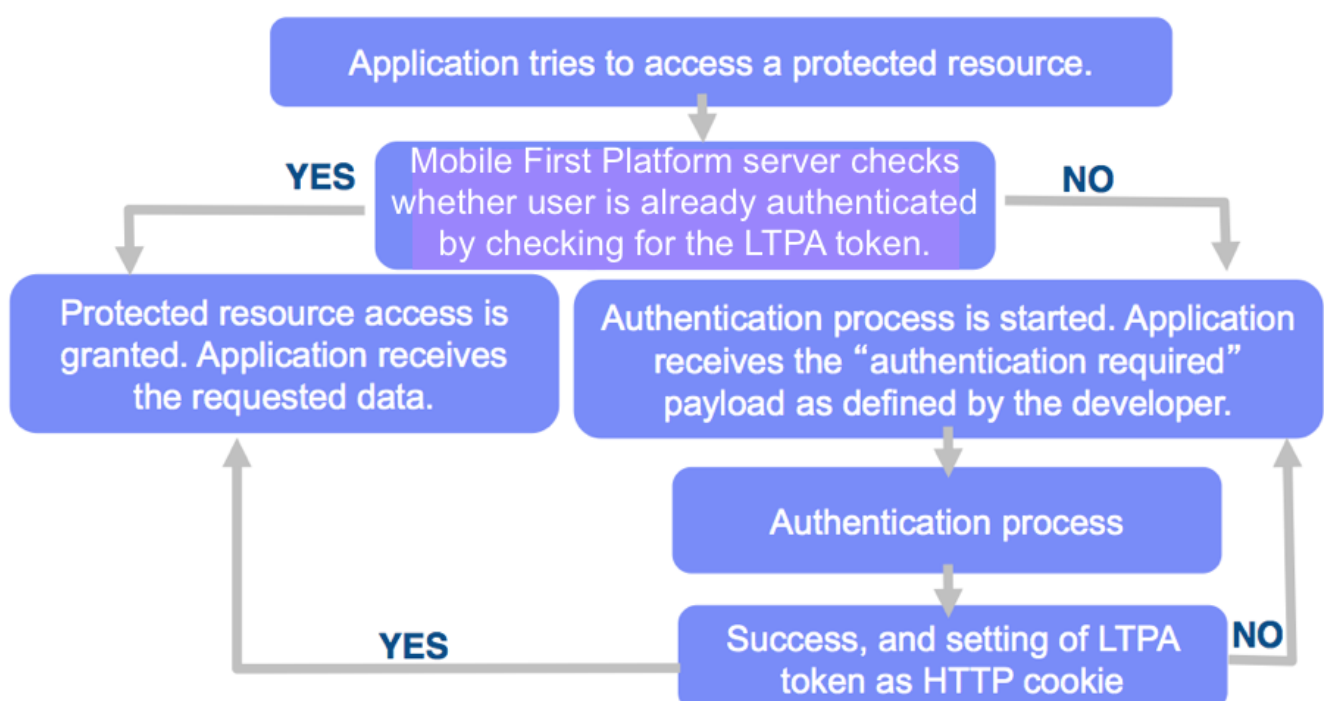 Application tries to access a protected resource.
YES
Mobile First Platform server checks
whether user is already authenticated
by checking for the LTPA token.
NO
Protected resource access is
granted. Application receives
the requested data.
Authentication process is started. Application
receives the “authentication required”
payload as defined by the developer.
Authentication process
YES
Success, and setting of LTPA
token as HTTP cookie
NO